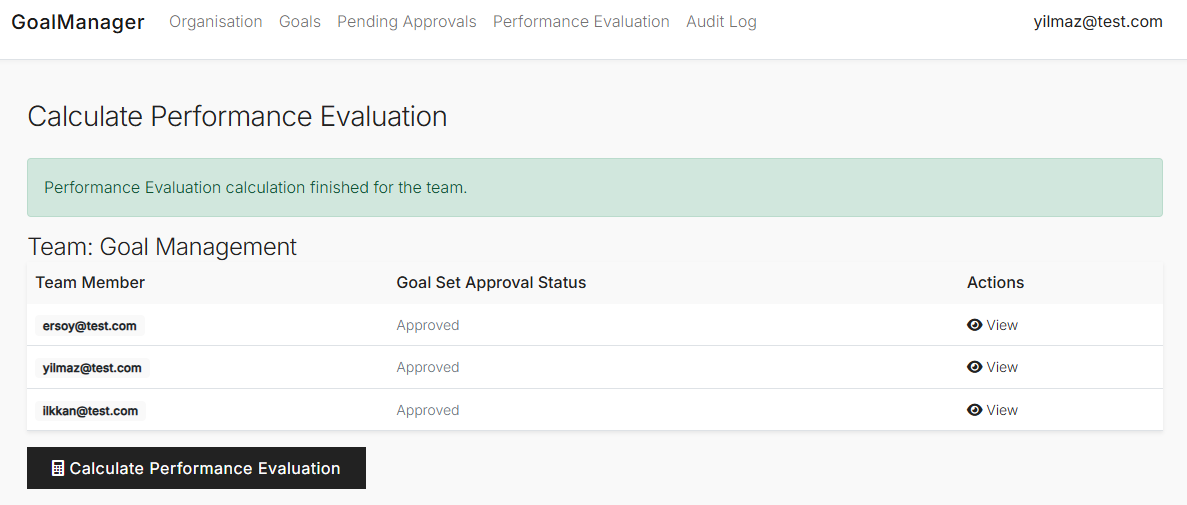 GoalManager Organisation Goals Pending Approvals Performance Evaluation Audit Log yilmaz@test.com
Calculate Performance Evaluation
Performance Evaluation calculation finished for the team.
Team: Goal Management
Team Member Goal Set Approval Status Actions
ersoy@test.com Approved View
yilmaz@test.com Approved View
ilkkan@test.com Approved View
Calculate Performance Evaluation